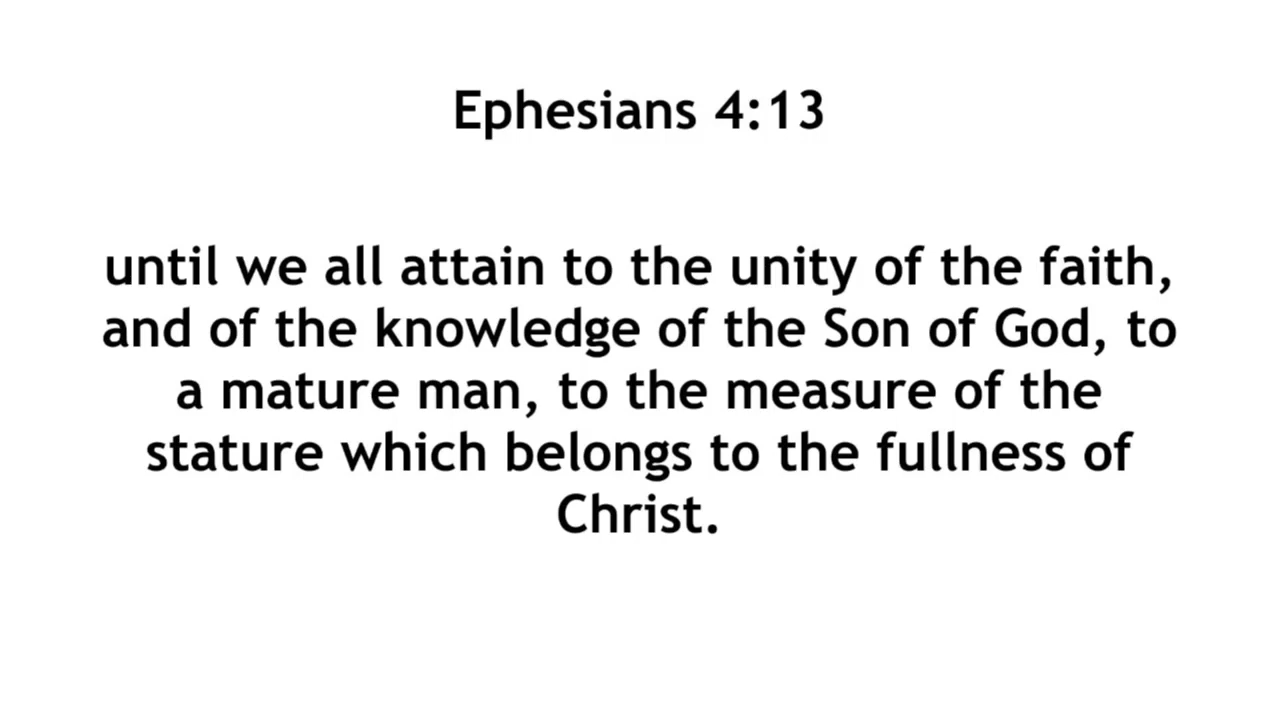 Ephesians 4:13
until we all attain to the unity of the faith,
and of the knowledge of the Son of God, to
a mature man, to the measure of the
stature which belongs to the fullness of
Christ.